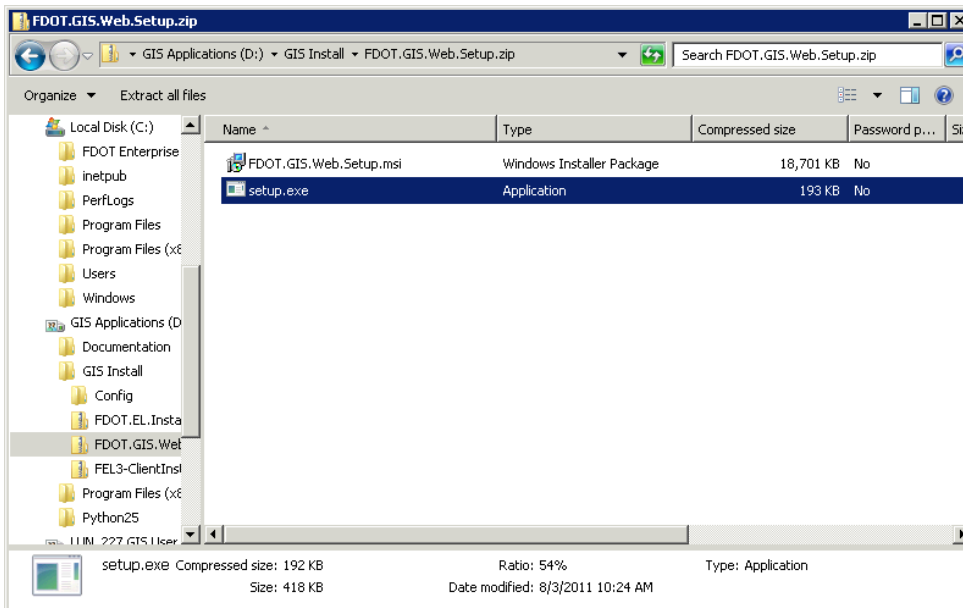 FDOT.GIS.Web.Setup.zip
GIS Applications (D:) GIS Install FDOT.GIS.Web.Setup.zip
Search FDOT.GIS.Web.Setup.zip
Organize Extract all files
Local Disk (C:)
FDOT Enterprise
inetpub
PerfLogs
Program Files
Program Files (x8
Users
Windows
GIS Applications (D
Documentation
GIS Install
Config
FDOT.EL.Insta
FDOT.GIS.Web
FEL3-ClientInst
Program Files (x8
Python25
LUN_227 GIS User
Name Type Compressed size Password p... Si
FDOT.GIS.Web.Setup.msi Windows Installer Package 18,701 KB No
setup.exe Application 193 KB No
setup.exe Compressed size: 192 KB Ratio: 54% Type: Application
Size: 418 KB Date modified: 8/3/2011 10:24 AM